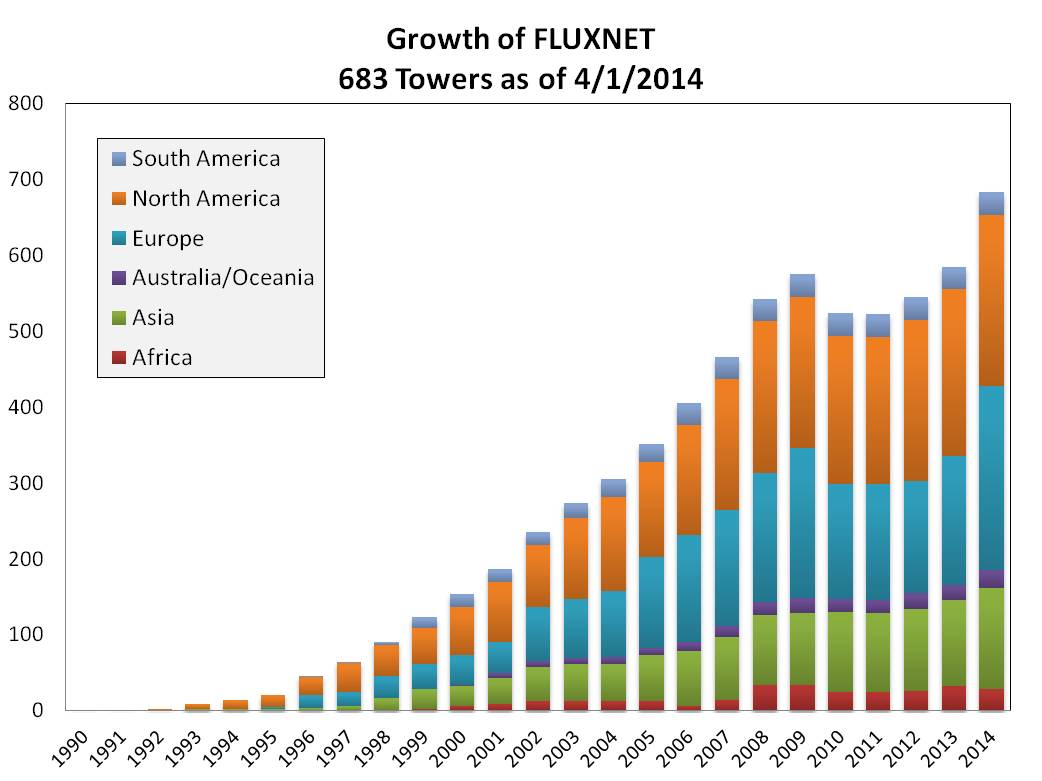 Growth of FLUXNET
683 Towers as of 4/1/2014
800
700
600
500
400
300
200
100
0
South America
North America
Europe
Australia/Oceania
Asia
Africa
1990 1991 1992 1993 1994 1995 1996 1997 1998 1999 2000 2001 2002 2003 2004 2005 2006 2007 2008 2009 2010 2011 2012 2013 2014